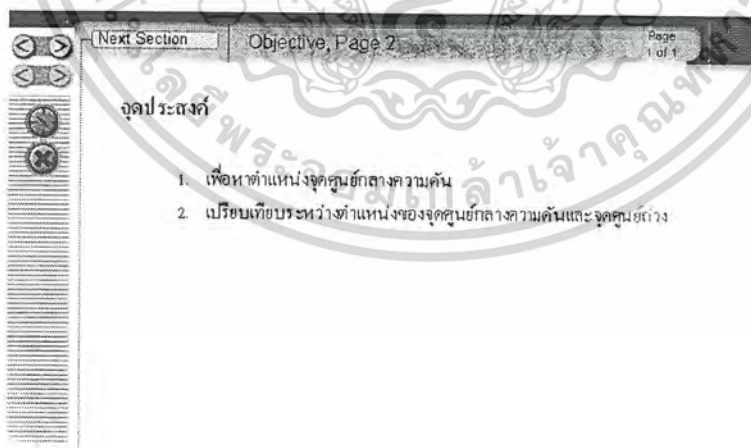 Next Section
Objective, Page 2
Page
1 of 1
จุดประสงค์
1. เพื่อหาตำแหน่งจุดศูนย์กลางความดัน
2. เปรียบเทียบระหว่างตำแหน่งของจุดศูนย์กลางความดันและจุดศูนย์ถ่วง